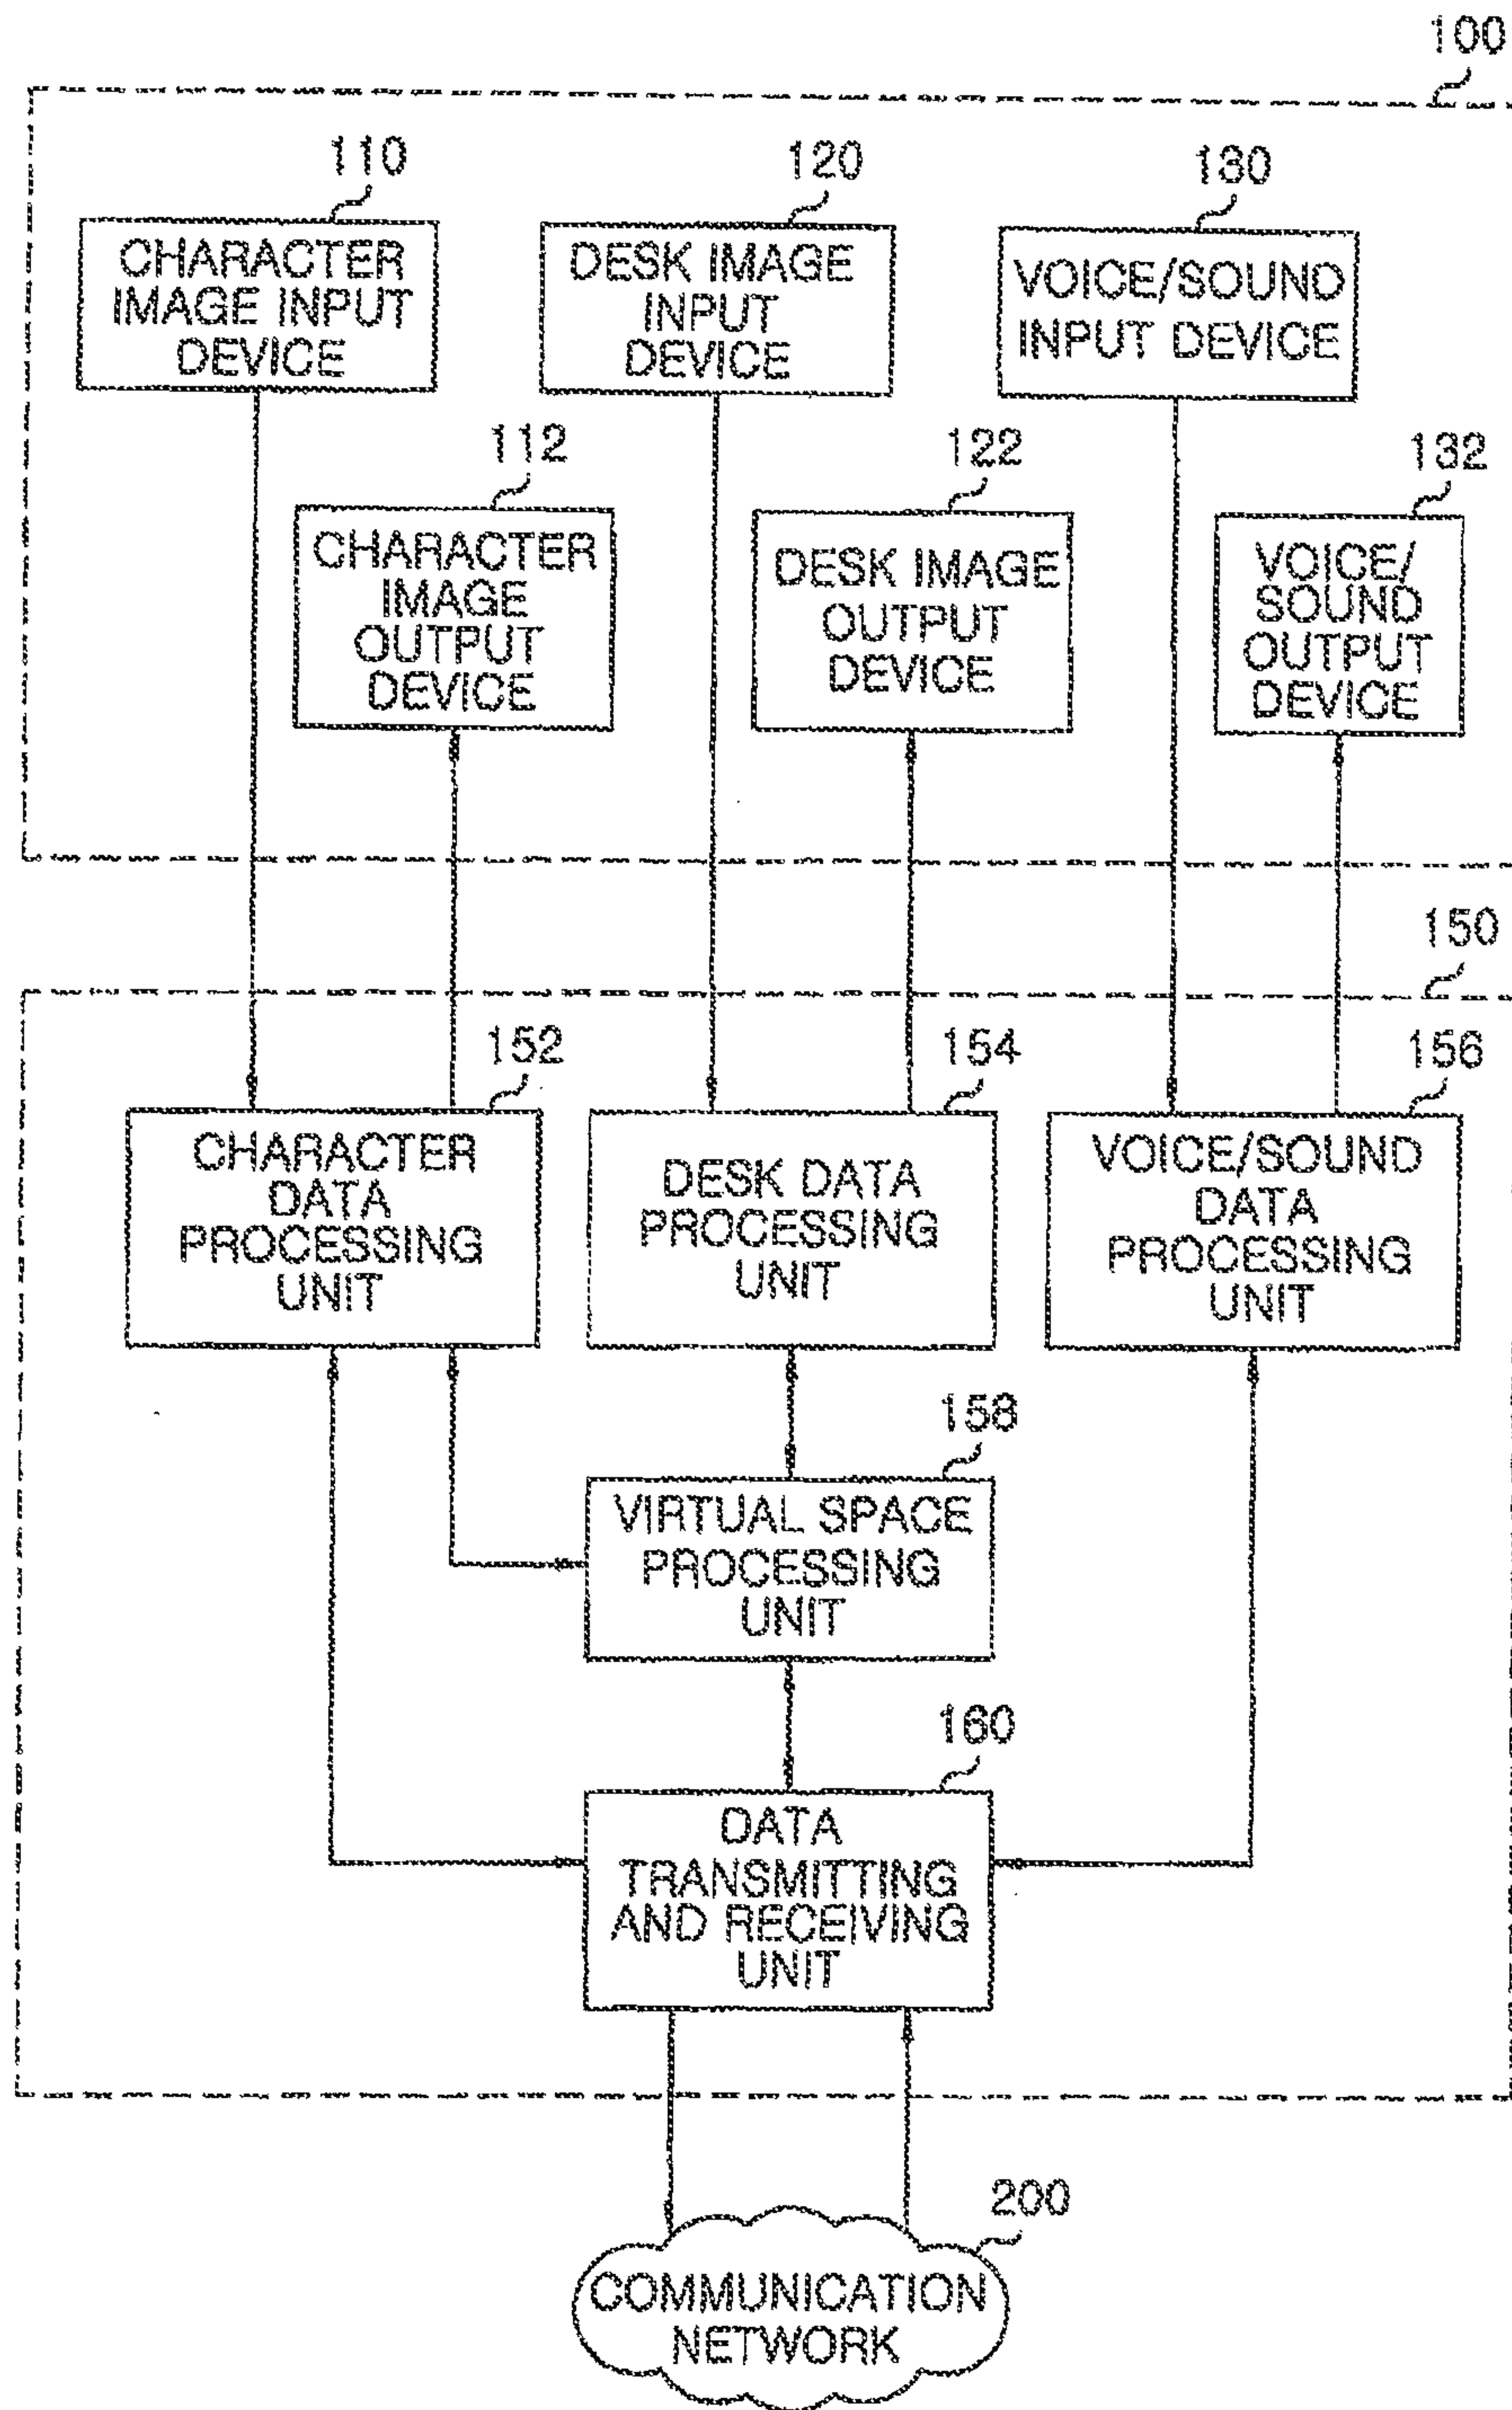 100
110
120
130
CHARACTER
IMAGE INPUT
DEVICE
DESK IMAGE
INPUT
DEVICE
VOICE/SOUND
INPUT DEVICE
112
122
132
CHARACTER
IMAGE
OUTPUT
DEVICE
DESK IMAGE
OUTPUT
DEVICE
VOICE/
SOUND
OUTPUT
DEVICE
150
152
154
156
CHARACTER
DATA
PROCESSING
UNIT
DESK DATA
PROCESSING
UNIT
VOICE/SOUND
DATA
PROCESSING
UNIT
158
VIRTUAL SPACE
PROCESSING
UNIT
160
DATA
TRANSMITTING
AND RECEIVING
UNIT
200
COMMUNICATION
NETWORK